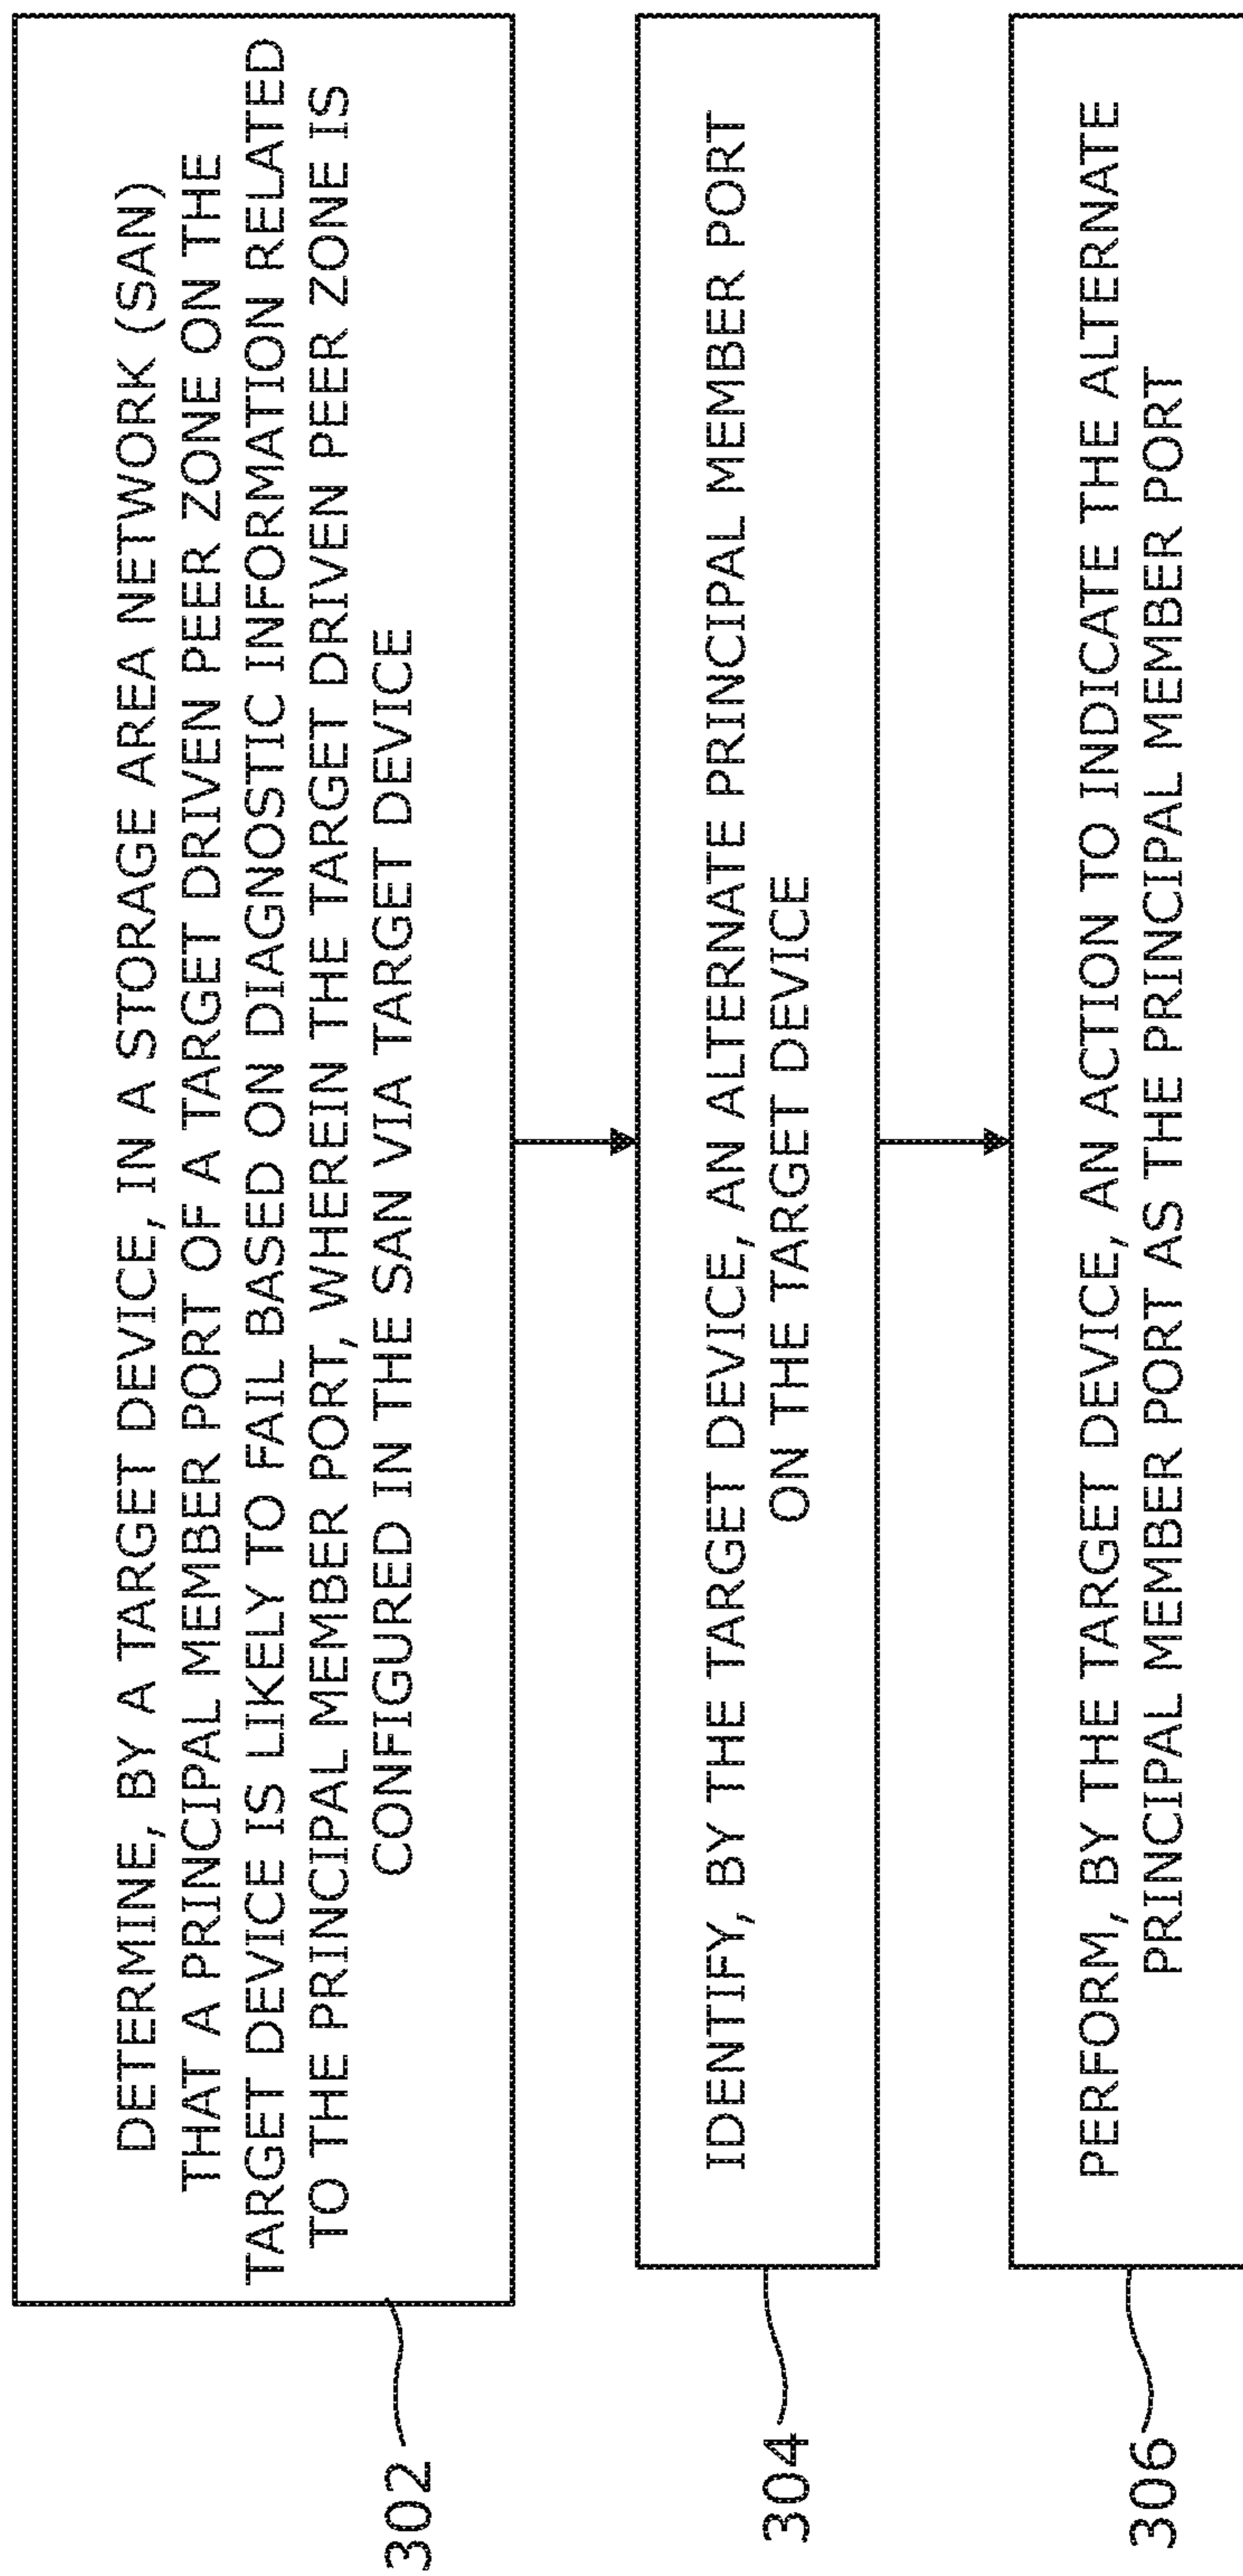 DETERMINE, BY A TARGET DEVICE, IN A STORAGE AREA NETWORK (SAN)
THAT A PRINCIPAL MEMBER PORT OF A TARGET DRIVEN PEER ZONE ON THE
TARGET DEVICE IS LIKELY TO FAIL BASED ON DIAGNOSTIC INFORMATION RELATED
TO THE PRINCIPAL MEMBER PORT, WHEREIN THE TARGET DRIVEN PEER ZONE IS
CONFIGURED IN THE SAN VIA TARGET DEVICE
302
IDENTIFY, BY THE TARGET DEVICE, AN ALTERNATE PRINCIPAL MEMBER PORT
ON THE TARGET DEVICE
304
PERFORM, BY THE TARGET DEVICE, AN ACTION TO INDICATE THE ALTERNATE
PRINCIPAL MEMBER PORT AS THE PRINCIPAL MEMBER PORT
306